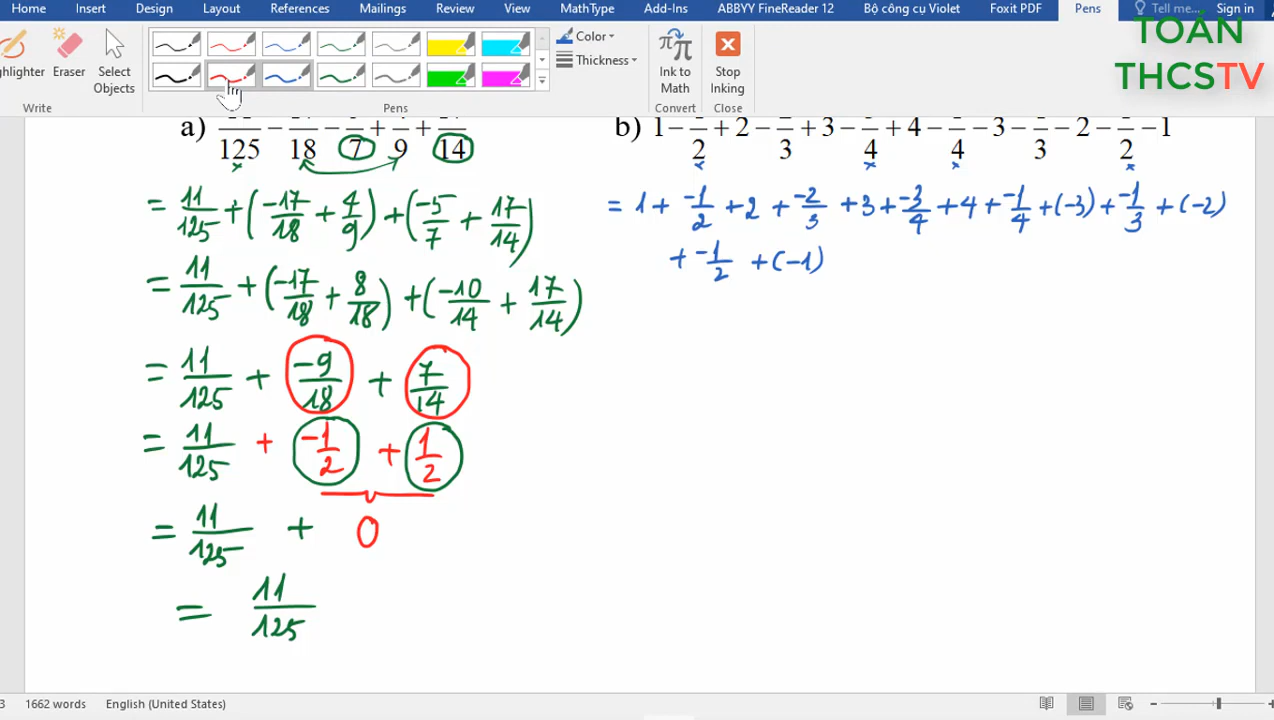 Home Insert Design Layout References Mailings Review View MathType Add-Ins ABBYY FineReader 12 Bộ công cụ Violet Foxit PDF Pens Tell me... Sign in
TOÁN
THCSTV
ghlighter Eraser Select Objects Color Thickness Ink to Math Stop Inking
Write Pens Convert Close
a) /125 − /18 − /7 + /9 + /14
b) 1 − /2 + 2 − /3 + 3 − /4 + 4 − /4 − 3 − /3 − 2 − /2 − 1
= 11/125 + (-17/18 + 4/9) + (-5/7 + 17/14)
= 11/125 + (-17/18 + 8/18) + (-10/14 + 17/14)
= 11/125 + -9/18 + 7/14
= 11/125 + -1/2 + 1/2
= 11/125 + 0
= 11/125
= 1 + -1/2 + 2 + -2/3 + 3 + -3/4 + 4 + -1/4 + (-3) + -1/3 + (-2)
+ -1/2 + (-1)
3 1662 words English (United States)